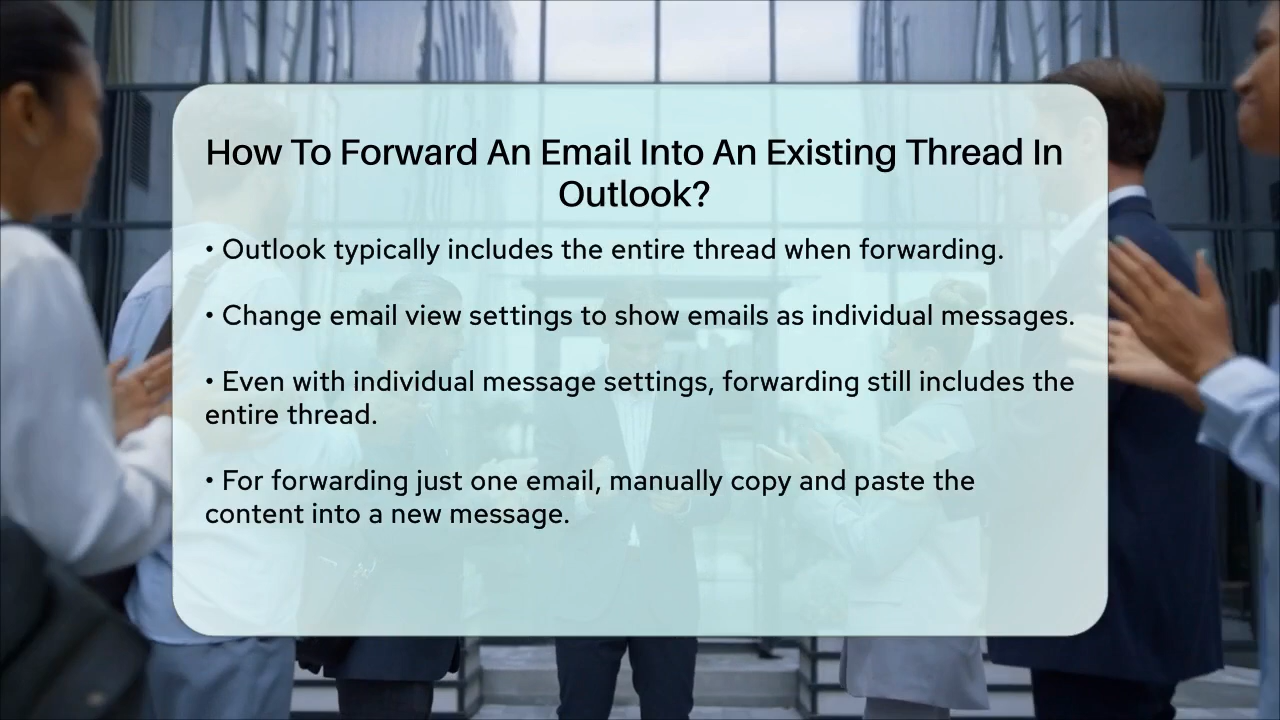 How To Forward An Email Into An Existing Thread In
Outlook?
• Outlook typically includes the entire thread when forwarding.
• Change email view settings to show emails as individual messages.
• Even with individual message settings, forwarding still includes the
entire thread.
• For forwarding just one email, manually copy and paste the
content into a new message.